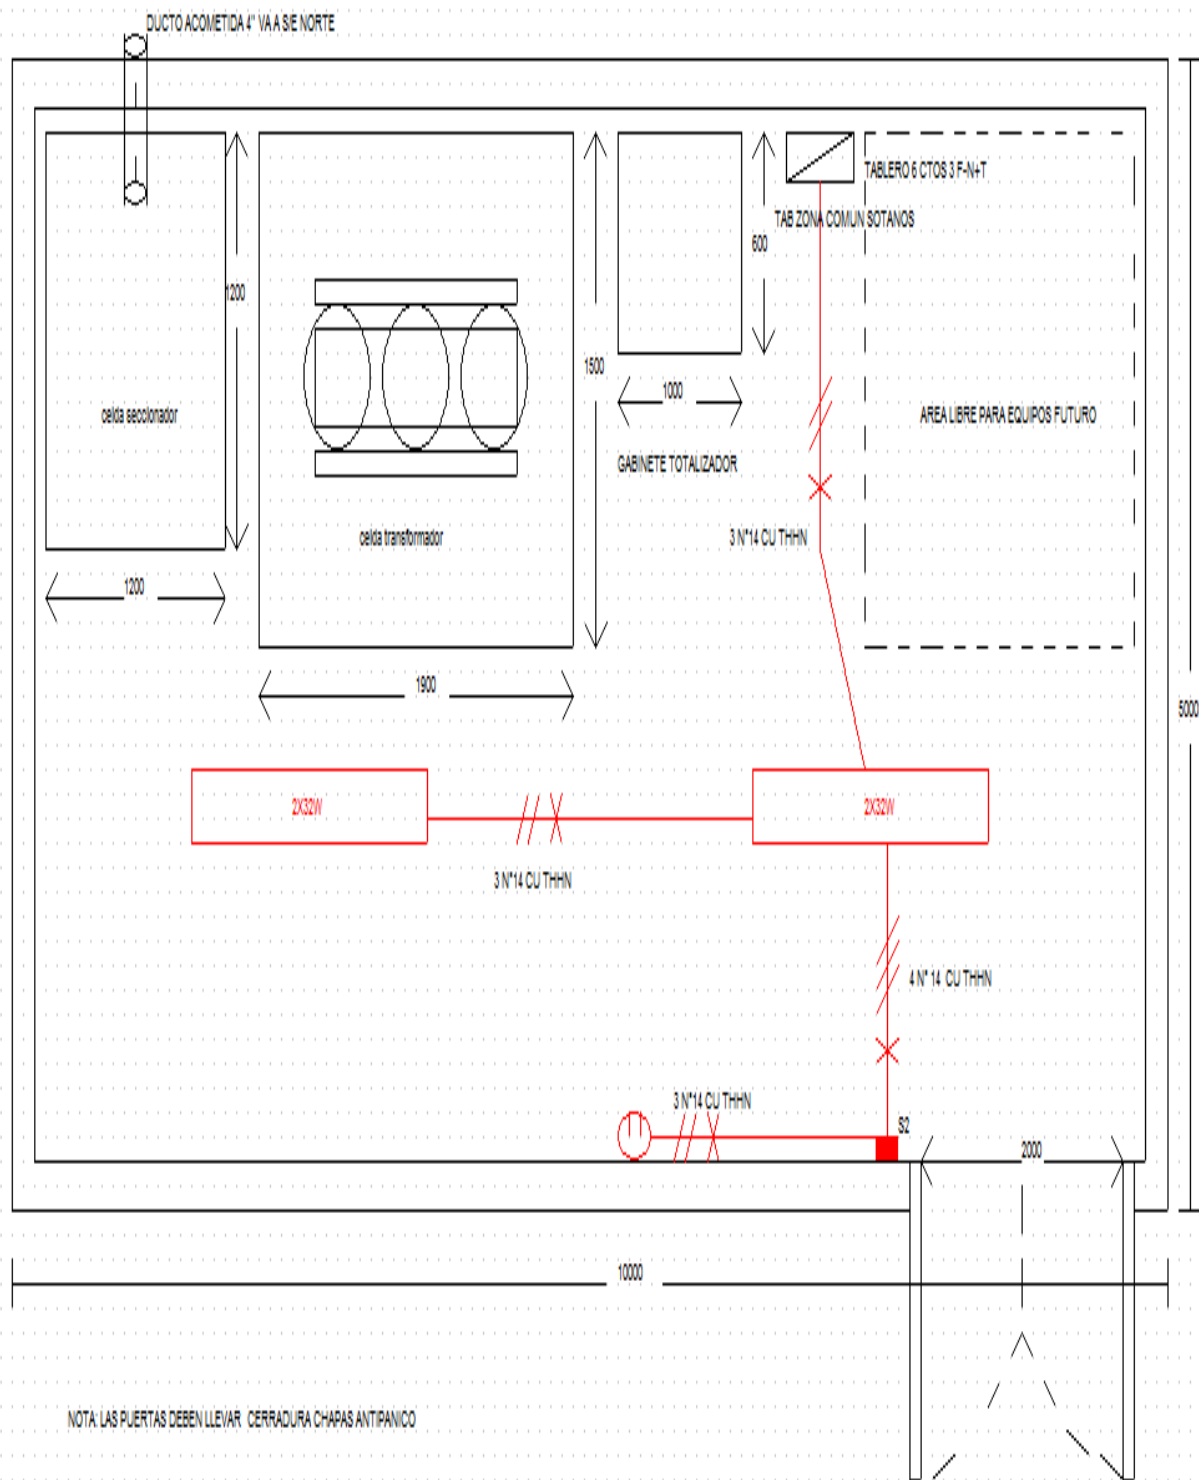 DUCTO ACOMETIDA 4" VA A S/E NORTE
TABLERO 6 CTOS 3 F-N+T
TAB ZONA COMUN SOTANOS
600
1200
1500
1000
celda seccionador
AREA LIBRE PARA EQUIPOS FUTURO
GABINETE TOTALIZADOR
celda transformador
3 N°14 CU THHN
1200
1900
5000
2X32W
2X32W
3 N°14 CU THHN
4 N° 14 CU THHN
3 N°14 CU THHN
S2
2000
10000
NOTA: LAS PUERTAS DEBEN LLEVAR CERRADURA CHAPAS ANTIPANICO